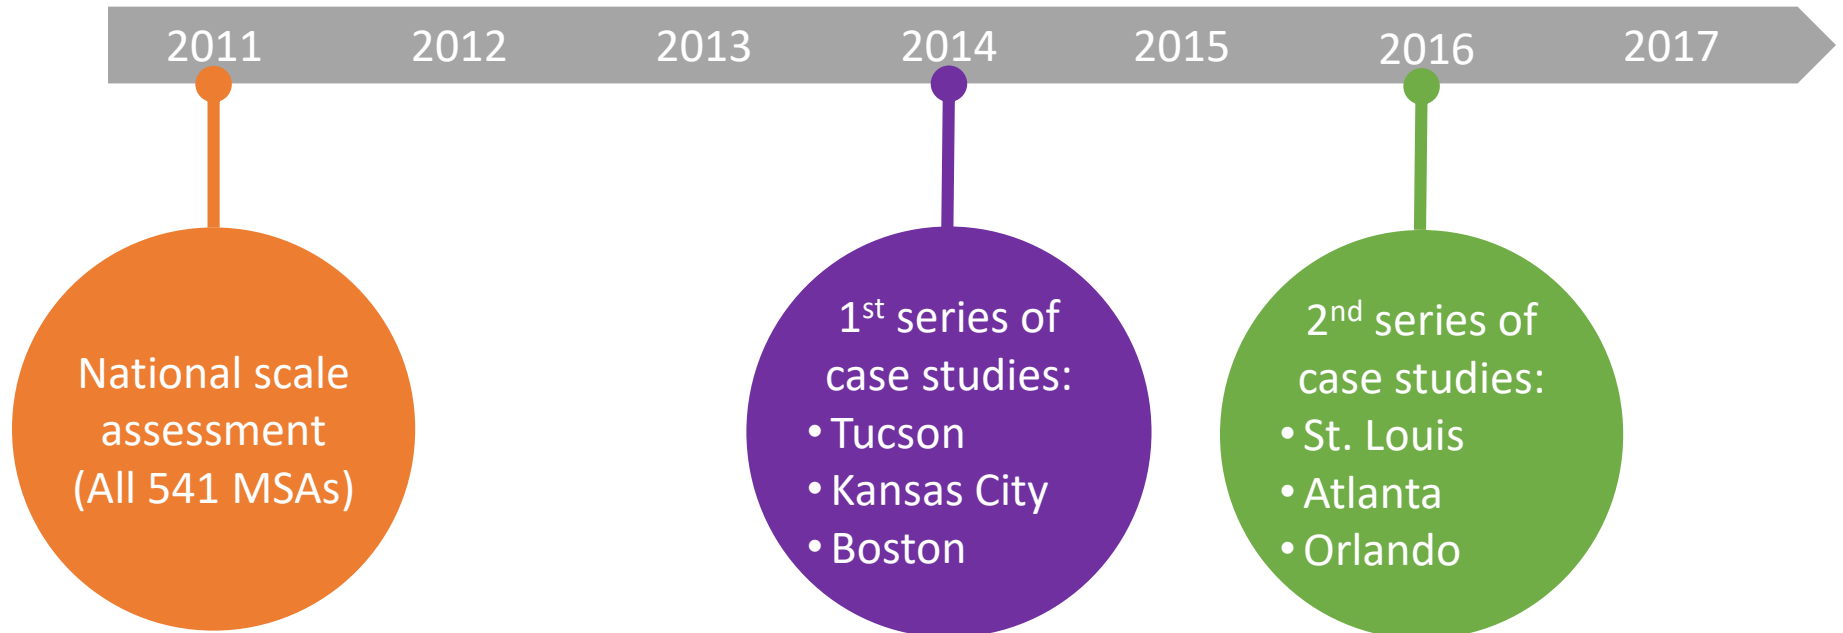 2011 2012 2013 2014 2015 2016 2017
National scale
assessment
(All 541 MSAs)
1st series of
case studies:
• Tucson
• Kansas City
• Boston
2nd series of
case studies:
• St. Louis
• Atlanta
• Orlando